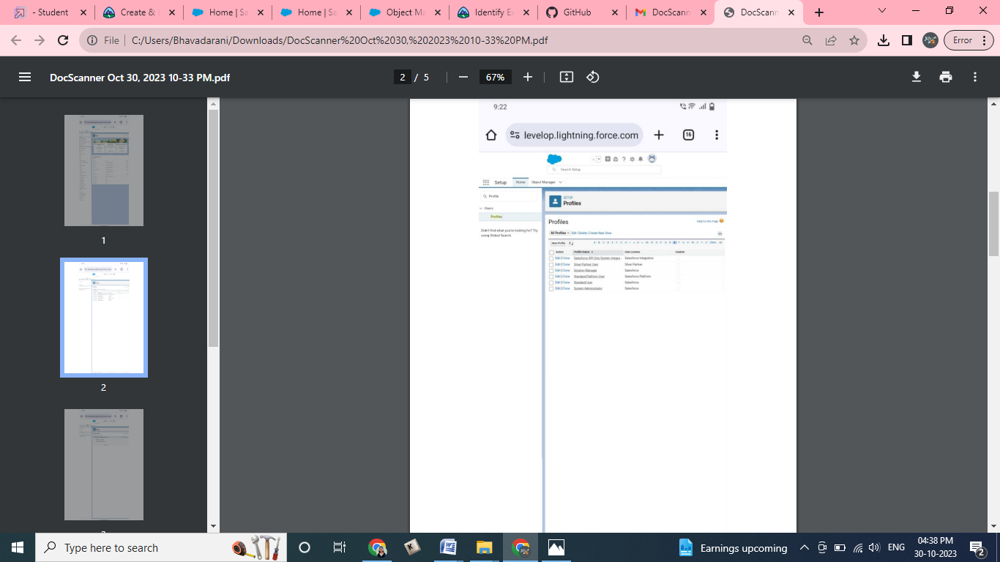 - Student
Create &
Home | Sa
Home | Sa
Object Ma
Identify Ex
GitHub
DocScann
DocScann
File
C:/Users/Bhavadarani/Downloads/DocScanner%20Oct%2030,%202023%2010-33%20PM.pdf
Error
DocScanner Oct 30, 2023 10-33 PM.pdf
2 / 5
67%
1
2
9:22
levelop.lightning.force.com
16
Search Setup
Setup
Home
Object Manager
Profile
Users
Profiles
Didn't find what you're looking for? Try
using Global Search.
SETUP
Profiles
Profiles
Help for this Page
All Profiles
Edit | Delete | Create New View
New Profile
A B C D E F G H I J K L M N O P Q R S T U V W X Y Z Other All
Action Profile Name User License Custom
Edit | Clone Salesforce API Only System Integra... Salesforce Integration
Edit | Clone Silver Partner User Silver Partner
Edit | Clone Solution Manager Salesforce
Edit | Clone Standard Platform User Salesforce Platform
Edit | Clone Standard User Salesforce
Edit | Clone System Administrator Salesforce
Type here to search
Earnings upcoming
ENG
04:38 PM
30-10-2023
2